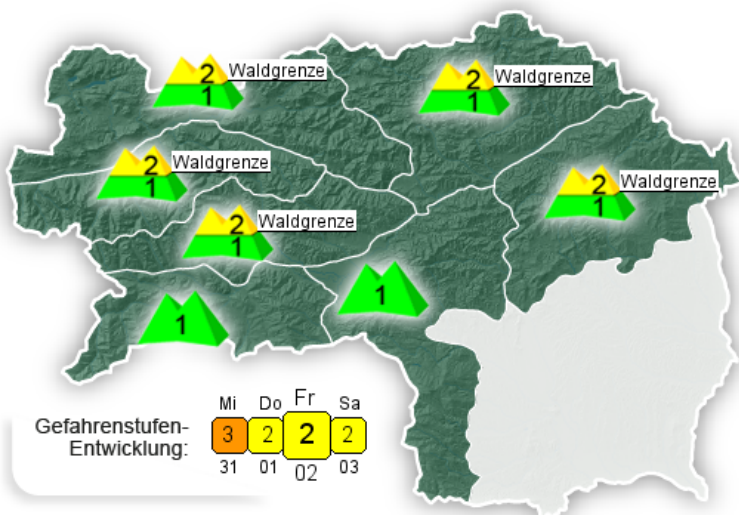 2 Waldgrenze
1
2 Waldgrenze
1
2 Waldgrenze
1
2 Waldgrenze
1
2 Waldgrenze
1
1
1
Gefahrenstufen-
Entwicklung:
Mi Do Fr Sa
3 2 2 2
31 01 02 03